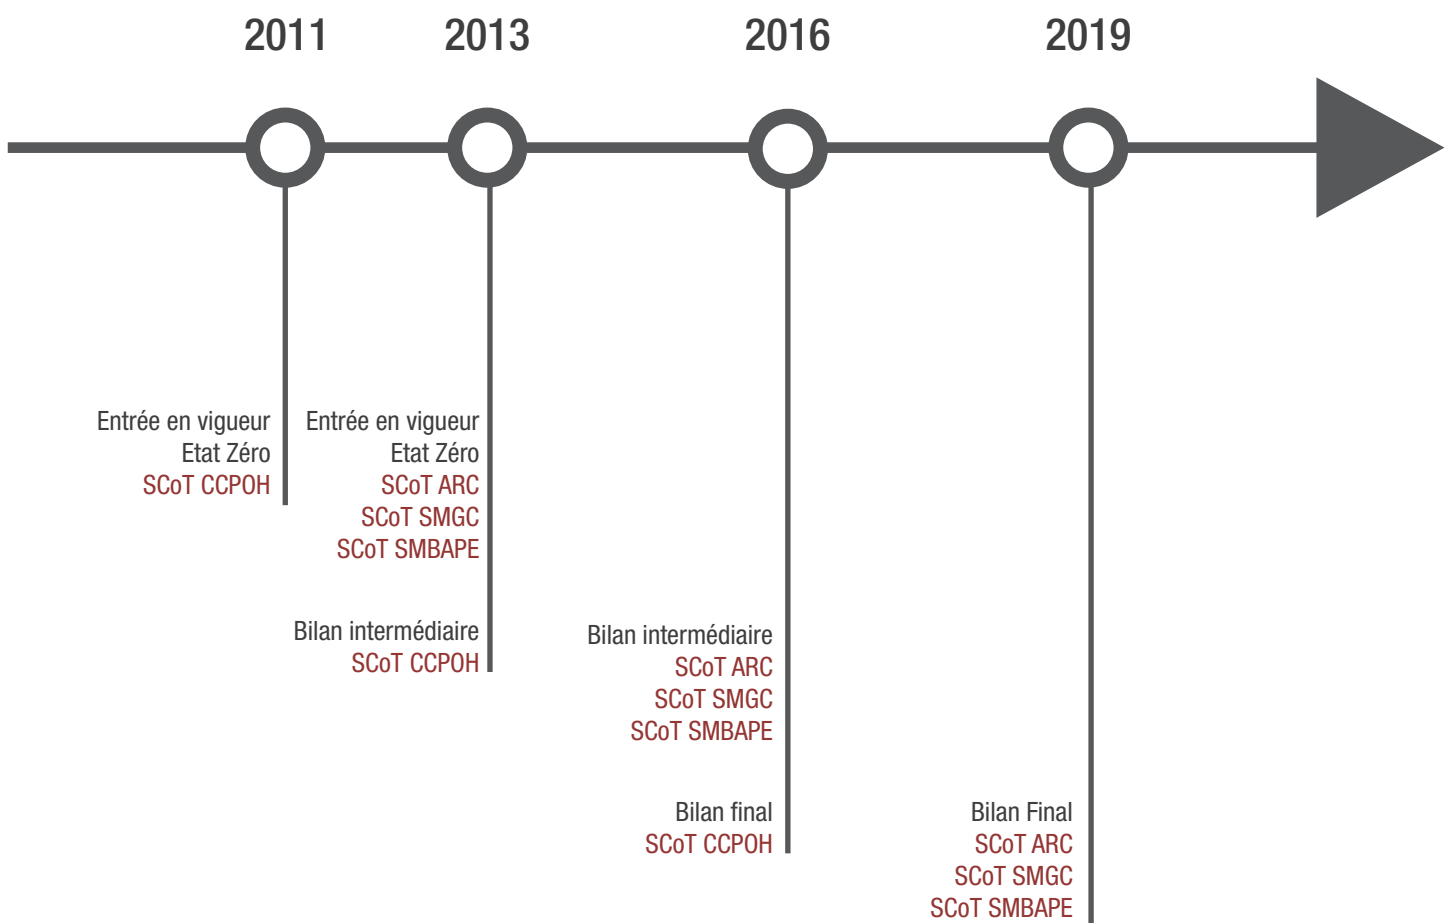 2011
2013
2016
2019
Entrée en vigueur
Etat Zéro
SCoT CCPOH
Entrée en vigueur
Etat Zéro
SCoT ARC
SCoT SMGC
SCoT SMBAPE
Bilan intermédiaire
SCoT CCPOH
Bilan intermédiaire
SCoT ARC
SCoT SMGC
SCoT SMBAPE
Bilan final
SCoT CCPOH
Bilan Final
SCoT ARC
SCoT SMGC
SCoT SMBAPE